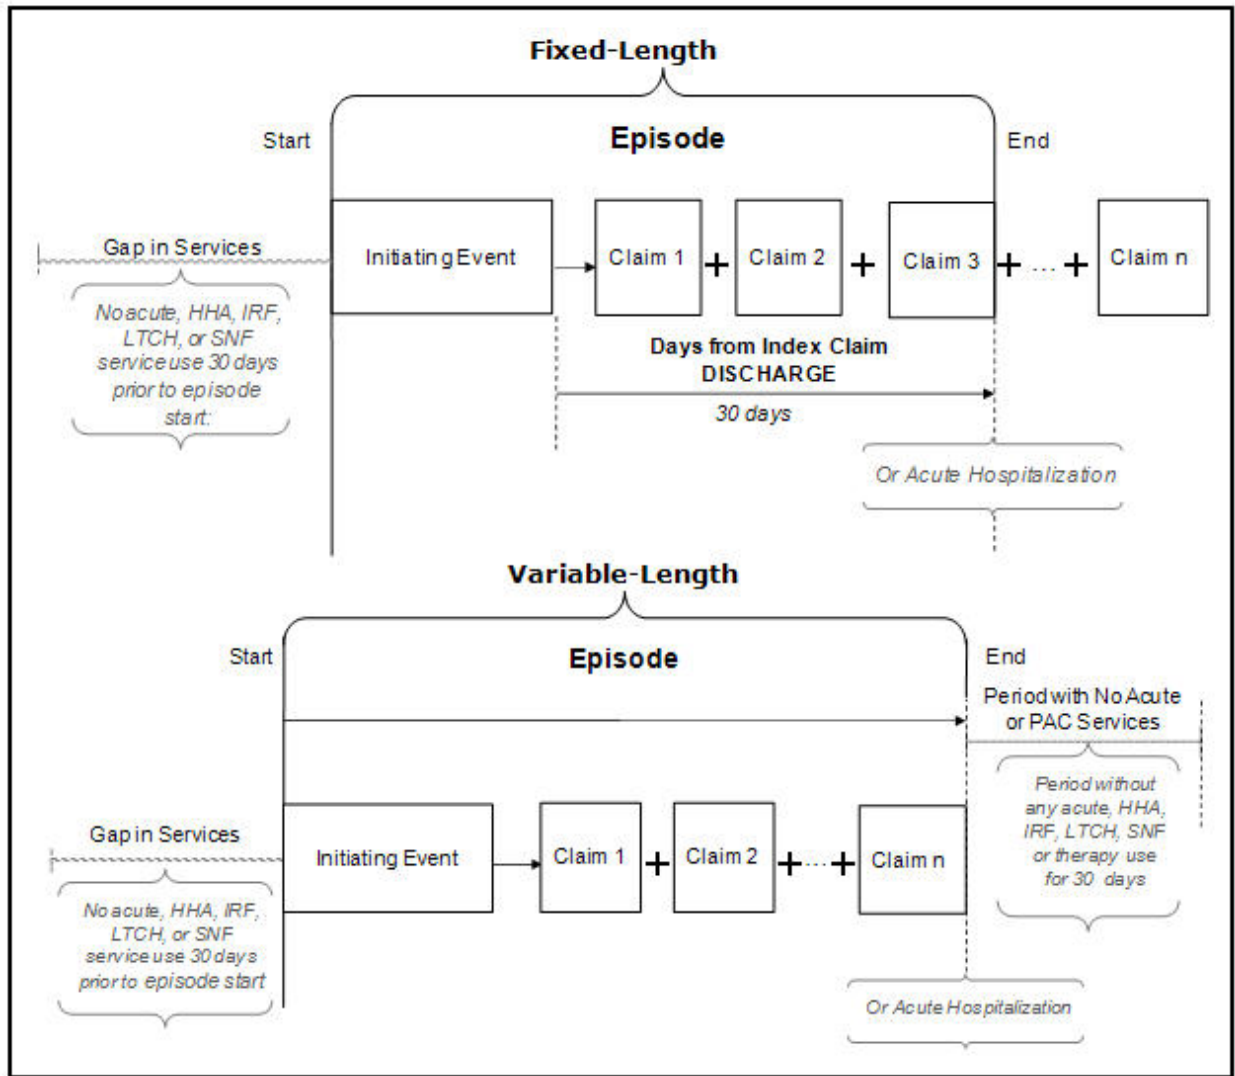 Fixed-Length
Start
Episode
End
Gap in Services
Initiating Event
Claim 1
+
Claim 2
+
Claim 3
+ ... +
Claim n
No acute, HHA, IRF,
LTCH, or SNF
service use 30 days
prior to episode
start:
Days from Index Claim
DISCHARGE
30 days
Or Acute Hospitalization
Variable-Length
Start
Episode
End
Period with No Acute
or PAC Services
Period without
any acute, HHA,
IRF, LTCH, SNF
or therapy use
for 30 days
Gap in Services
Initiating Event
Claim 1
+
Claim 2
+ ... +
Claim n
No acute, HHA, IRF,
LTCH, or SNF
service use 30 days
prior to episode start
Or Acute Hospitalization